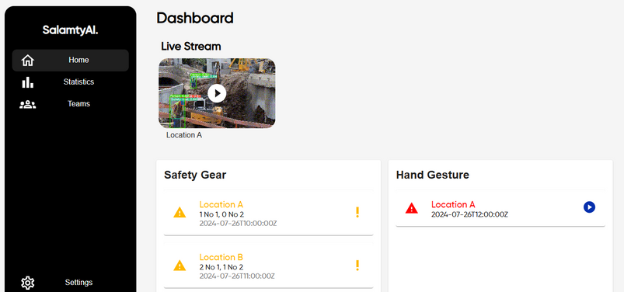 SalamtyAI.
Home
Statistics
Teams
Settings
Dashboard
Live Stream
Location A
Safety Gear
Location A
1 No 1, 0 No 2
2024-07-26T10:00:00Z
Location B
2 No 1, 1 No 2
2024-07-26T11:00:00Z
Hand Gesture
Location A
2024-07-26T12:00:00Z